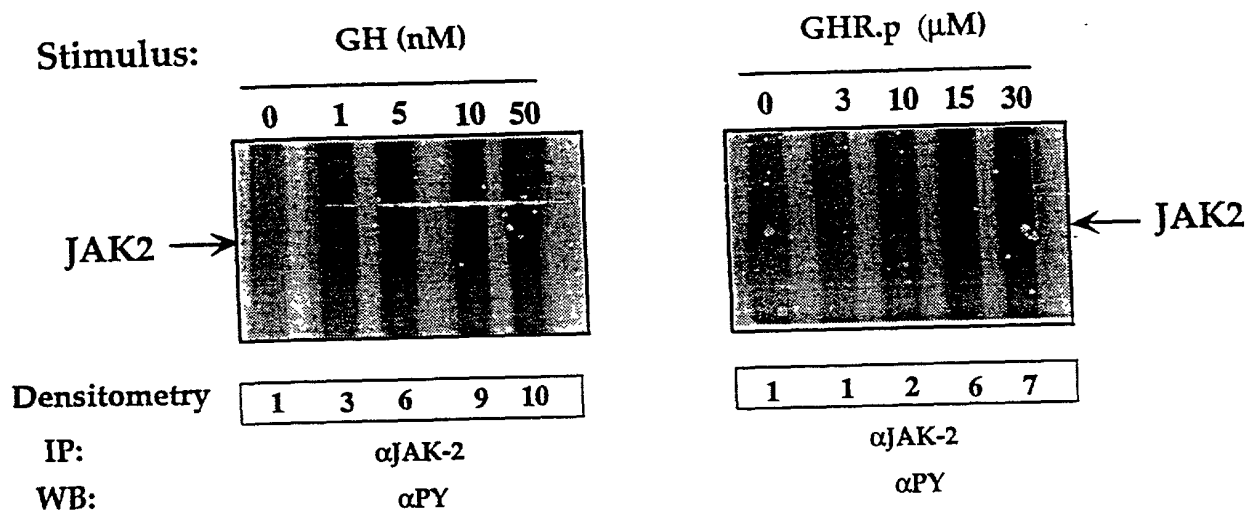 Stimulus:
GH (nM)
0 1 5 10 50
GHR.p (μM)
0 3 10 15 30
JAK2
JAK2
Densitometry
1 3 6 9 10
1 1 2 6 7
IP:
αJAK-2
αJAK-2
WB:
αPY
αPY